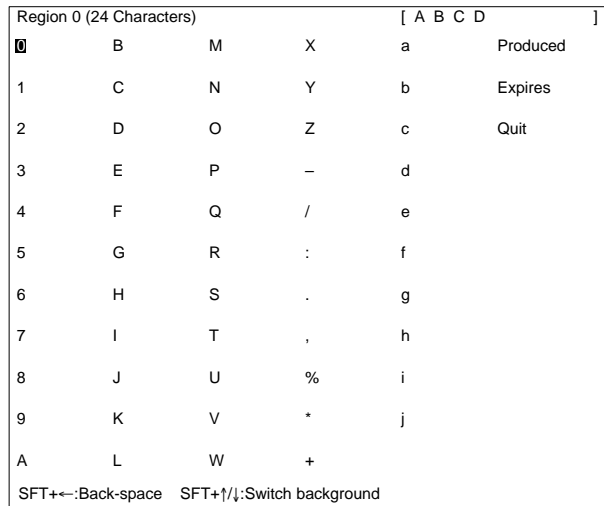 Region 0 (24 Characters) [ A B C D ]
0 B M X a Produced
1 C N Y b Expires
2 D O Z c Quit
3 E P – d
4 F Q / e
5 G R : f
6 H S . g
7 I T , h
8 J U % i
9 K V * j
A L W +
SFT+←:Back-space SFT+↑/↓:Switch background